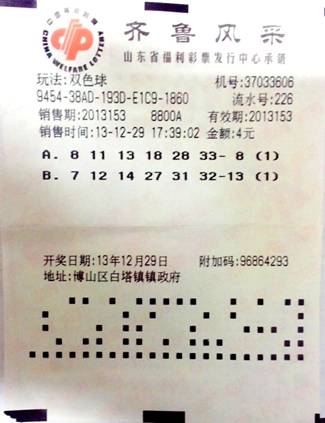 中国福利彩票
CHINA WELFARE LOTTERY
齐鲁风采
山东省福利彩票发行中心承销
玩法:双色球 机号:37033606
9454-38AD-193D-E1C9-1860 流水号:226
销售期:2013153 8800A 有效期:2013153
销售时间:13-12-29 17:39:02 金额:4元
A. 8 11 13 18 28 33- 8 (1)
B. 7 12 14 27 31 32-13 (1)
开奖日期:13年12月29日 附加码:96864293
地址:博山区白塔镇镇政府